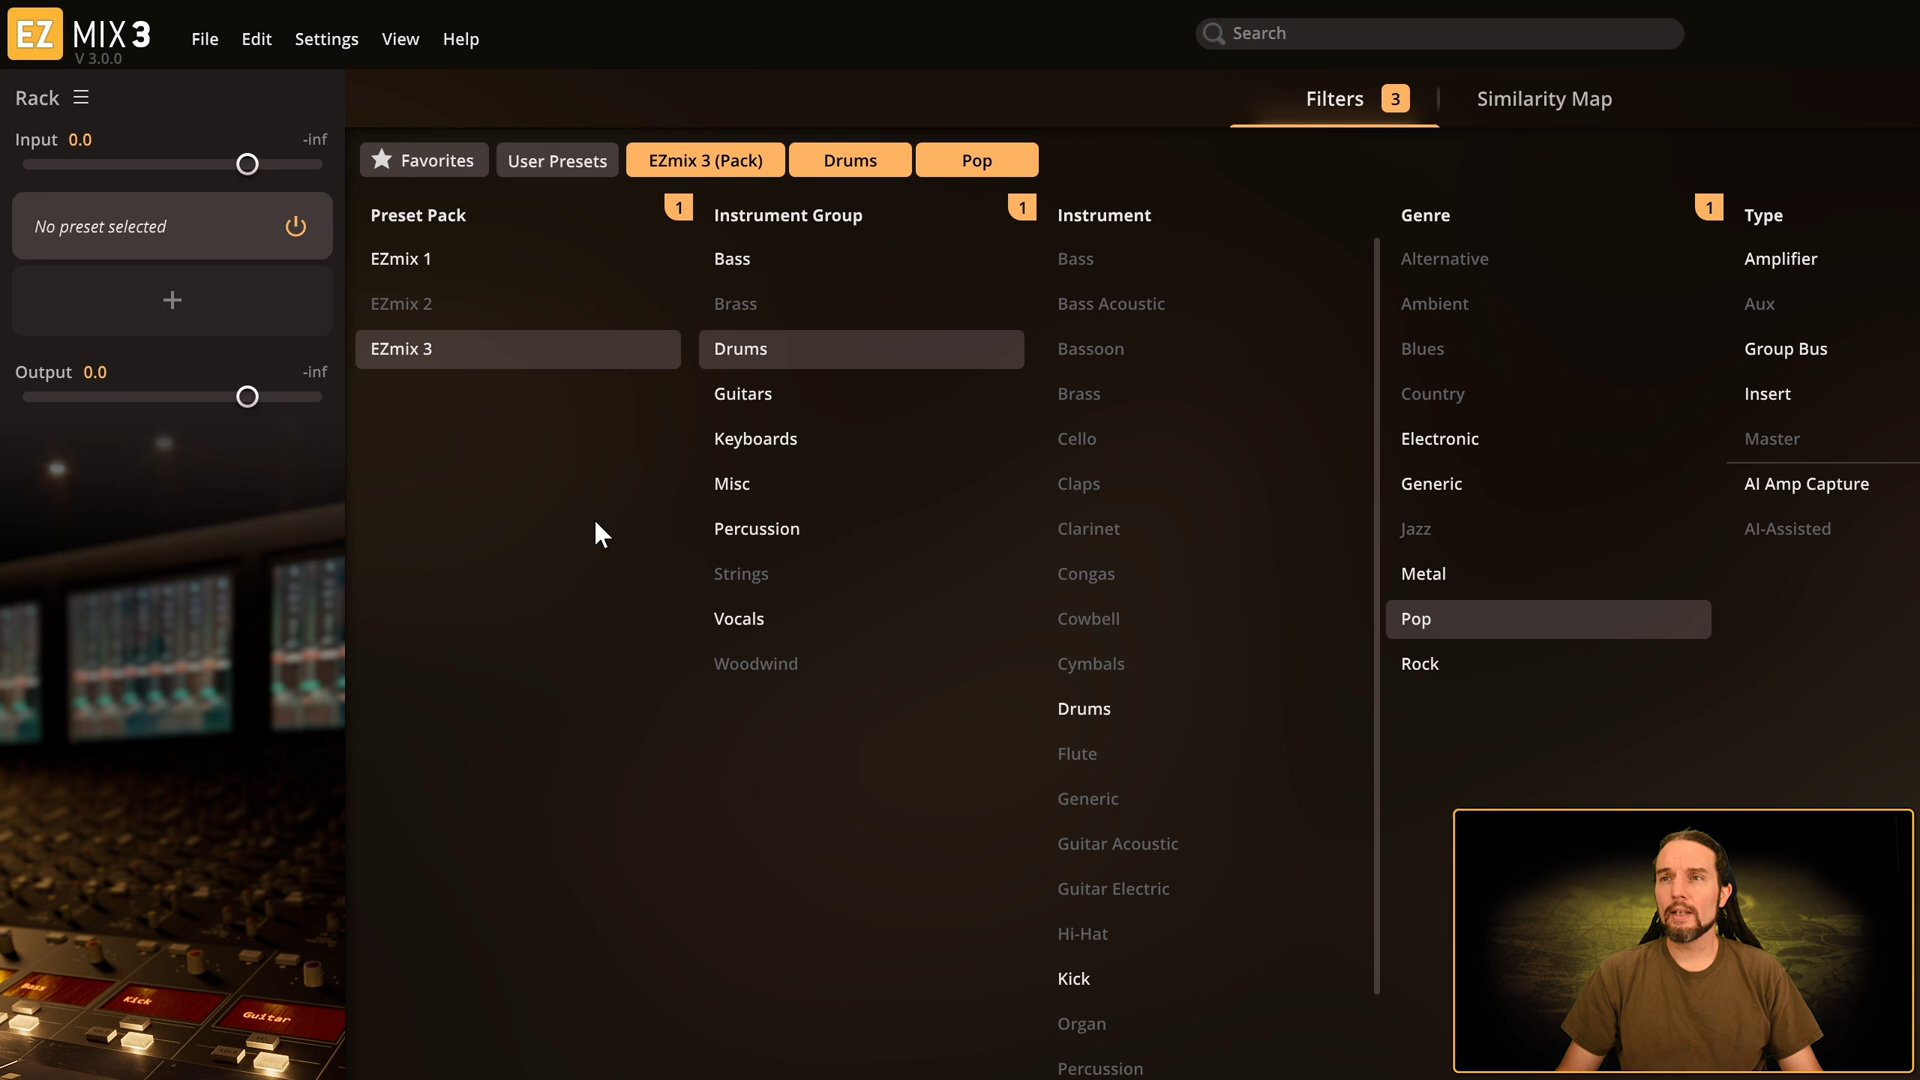 EZ MIX 3
V 3.0.0
File Edit Settings View Help
Search
Rack
Input 0.0 -inf
No preset selected
+
Output 0.0 -inf
Filters 3
Similarity Map
Favorites
User Presets
EZmix 3 (Pack)
Drums
Pop
Preset Pack 1
EZmix 1
EZmix 2
EZmix 3
Instrument Group 1
Bass
Brass
Drums
Guitars
Keyboards
Misc
Percussion
Strings
Vocals
Woodwind
Instrument
Bass
Bass Acoustic
Bassoon
Brass
Cello
Claps
Clarinet
Congas
Cowbell
Cymbals
Drums
Flute
Generic
Guitar Acoustic
Guitar Electric
Hi-Hat
Kick
Organ
Percussion
Genre 1
Alternative
Ambient
Blues
Country
Electronic
Generic
Jazz
Metal
Pop
Rock
Type
Amplifier
Aux
Group Bus
Insert
Master
AI Amp Capture
AI-Assisted
Bass
Kick
Guitar